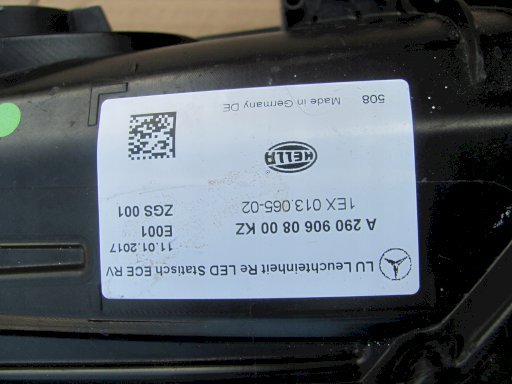 LU Leuchteinheit Re LED Statisch ECE RV
11.01.2017
A 290 906 08 00 KZ E001
1EX 013.065-02 ZGS 001
HELLA
508 Made in Germany DE